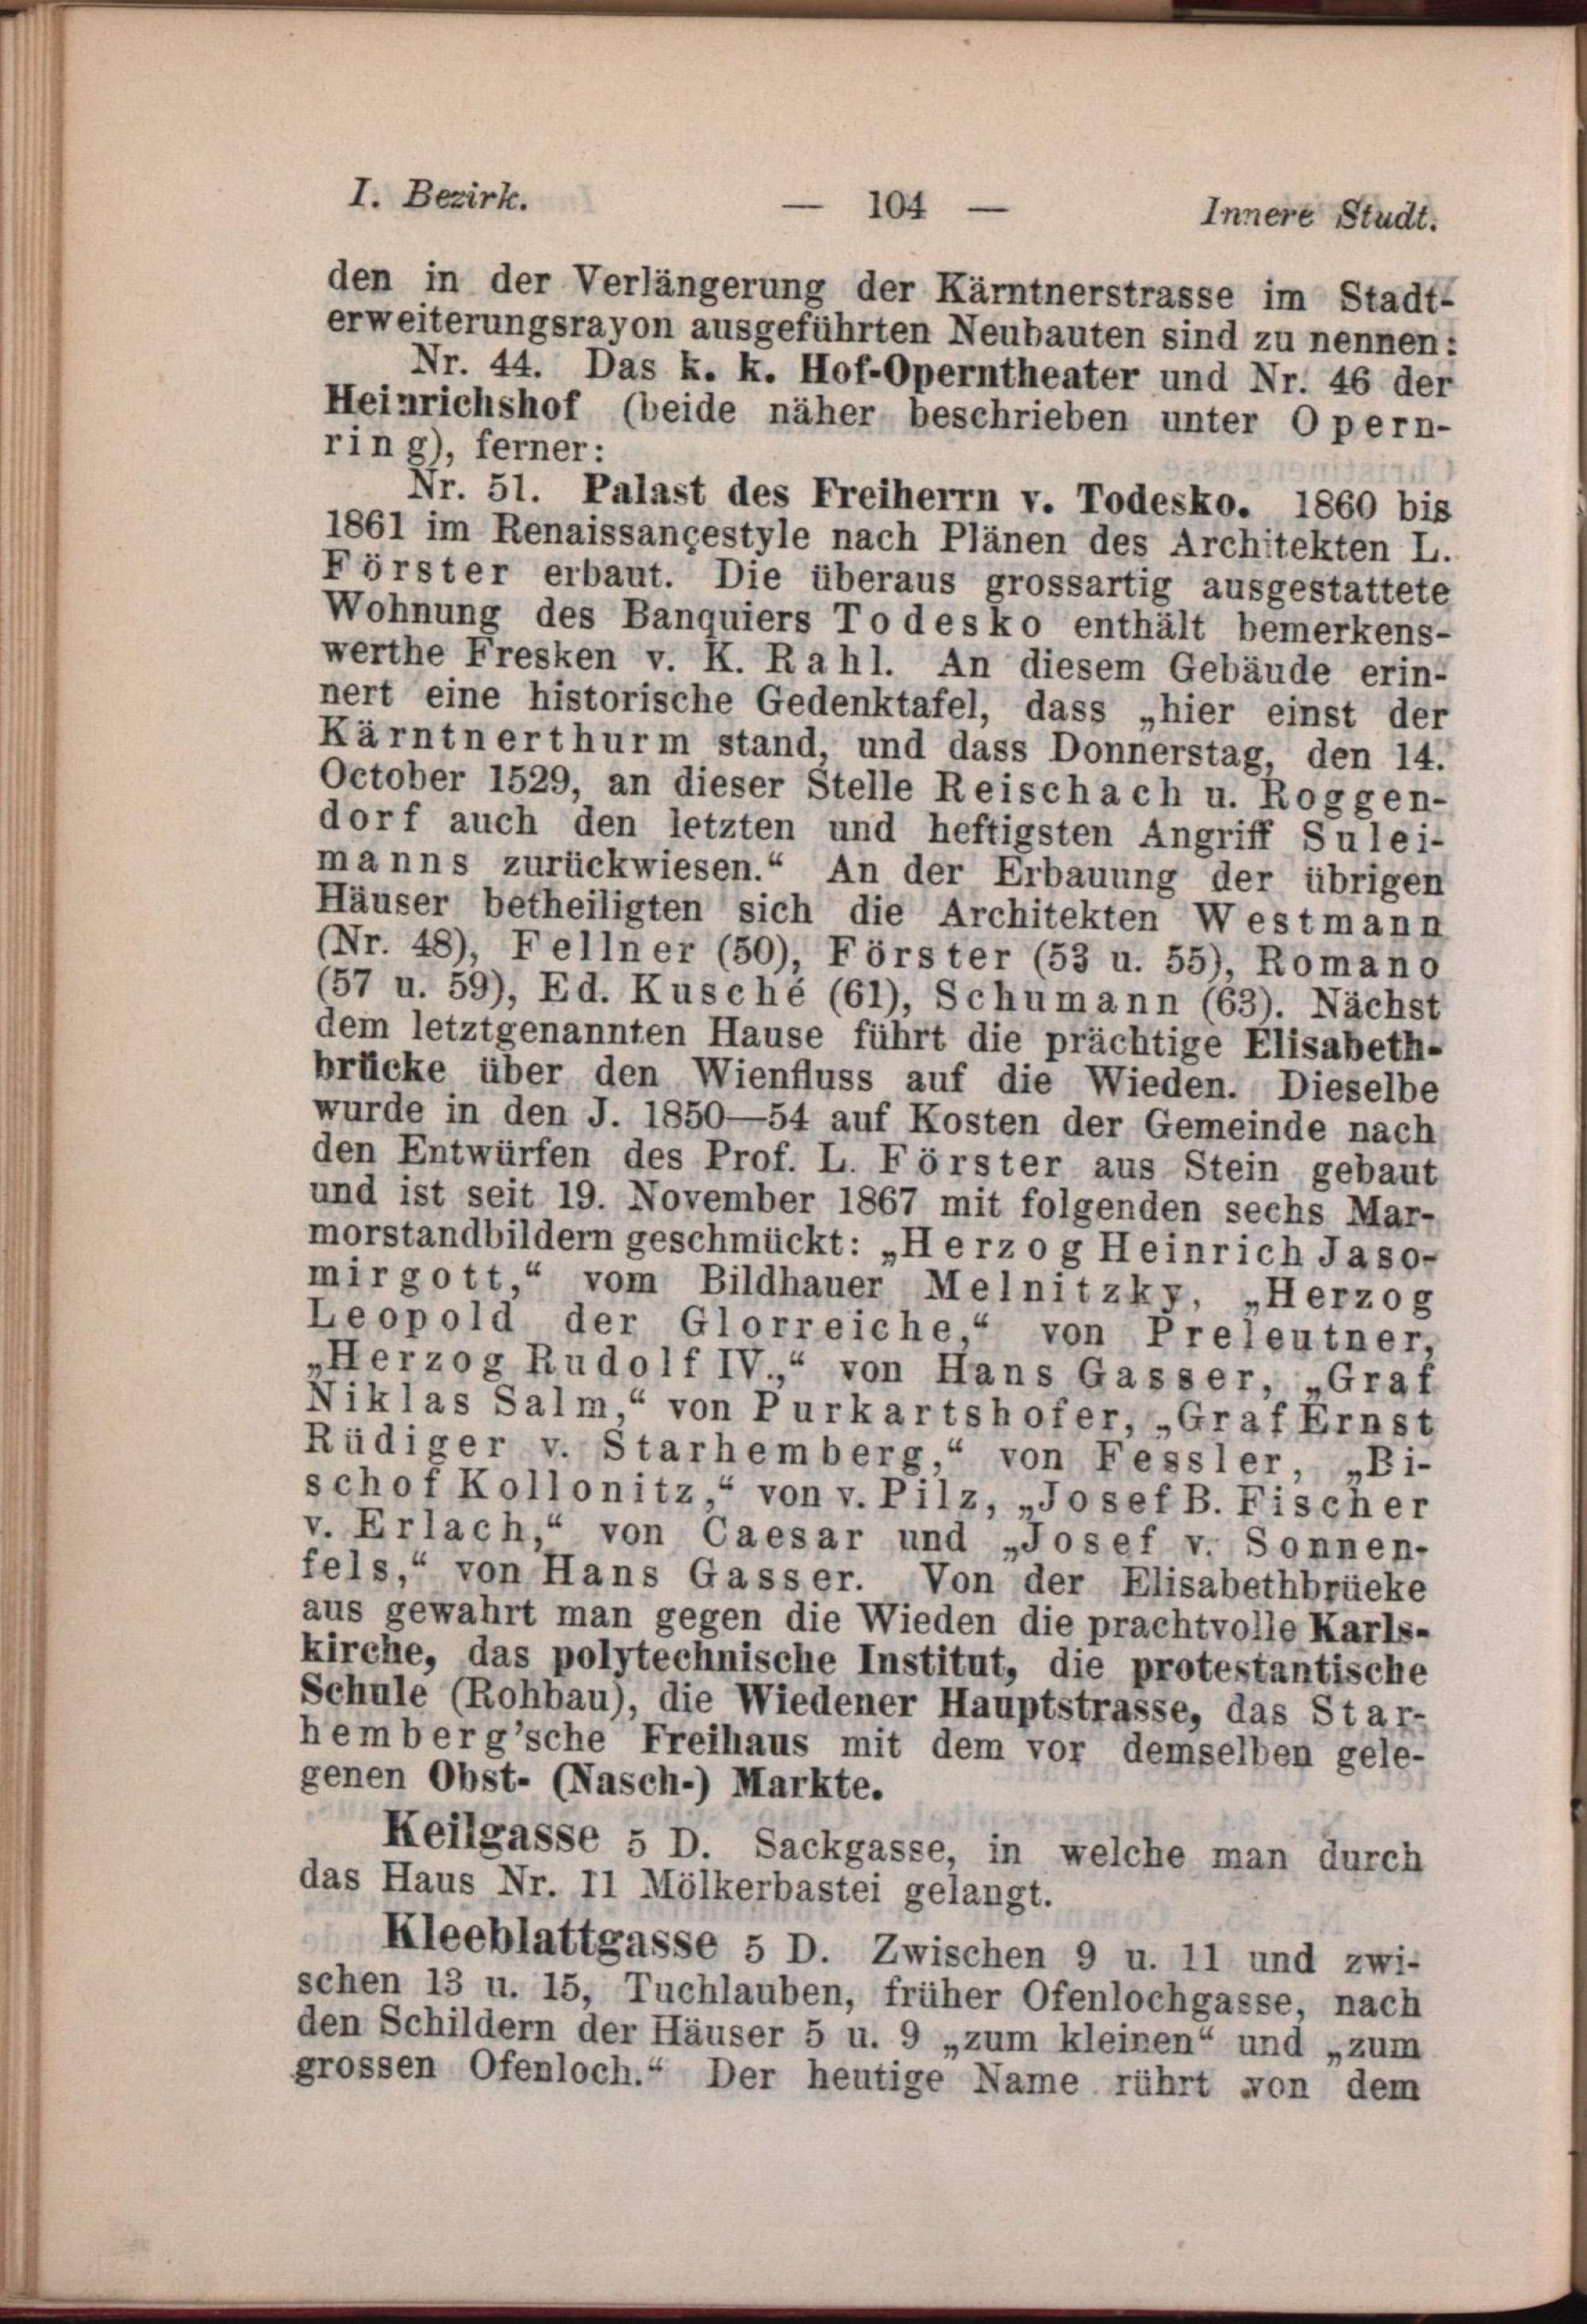 I. Bezirk. — 104 — Innere Studt.
den in der Verlängerung der Kärntnerstrasse im Stadt-
erweiterungsrayon ausgeführten Neubauten sind zu nennen:
Nr. 44. Das k. k. Hof-Operntheater und Nr. 46 der
Heinrichshof (beide näher beschrieben unter Opern-
ring), ferner:
Nr. 51. Palast des Freiherrn v. Todesko. 1860 bis
1861 im Renaissançestyle nach Plänen des Architekten L.
Förster erbaut. Die überaus grossartig ausgestattete
Wohnung des Banquiers Todesko enthält bemerkens-
werthe Fresken v. K. Rahl. An diesem Gebäude erin-
nert eine historische Gedenktafel, dass „hier einst der
Kärntnerthurm stand, und dass Donnerstag, den 14.
October 1529, an dieser Stelle Reischach u. Roggen-
dorf auch den letzten und heftigsten Angriff Sulei-
manns zurückwiesen.“ An der Erbauung der übrigen
Häuser betheiligten sich die Architekten Westmann
(Nr. 48), Fellner (50), Förster (53 u. 55), Romano
(57 u. 59), Ed. Kusché (61), Schumann (63). Nächst
dem letztgenannten Hause führt die prächtige Elisabeth-
brücke über den Wienfluss auf die Wieden. Dieselbe
wurde in den J. 1850—54 auf Kosten der Gemeinde nach
den Entwürfen des Prof. L. Förster aus Stein gebaut
und ist seit 19. November 1867 mit folgenden sechs Mar-
morstandbildern geschmückt: „Herzog Heinrich Jaso-
mirgott,“ vom Bildhauer Melnitzky, „Herzog
Leopold der Glorreiche,“ von Preleutner,
„Herzog Rudolf IV.,“ von Hans Gasser, „Graf
Niklas Salm,“ von Purkartshofer, „Graf Ernst
Rüdiger v. Starhemberg,“ von Fessler, „Bi-
schof Kollonitz,“ von v. Pilz, „Josef B. Fischer
v. Erlach,“ von Caesar und „Josef v. Sonnen-
fels,“ von Hans Gasser. Von der Elisabethbrüeke
aus gewahrt man gegen die Wieden die prachtvolle Karls-
kirche, das polytechnische Institut, die protestantische
Schule (Rohbau), die Wiedener Hauptstrasse, das Star-
hemberg’sche Freihaus mit dem vor demselben gele-
genen Obst- (Nasch-) Markte.
Keilgasse 5 D. Sackgasse, in welche man durch
das Haus Nr. 11 Mölkerbastei gelangt.
Kleeblattgasse 5 D. Zwischen 9 u. 11 und zwi-
schen 13 u. 15, Tuchlauben, früher Ofenlochgasse, nach
den Schildern der Häuser 5 u. 9 „zum kleinen“ und „zum
grossen Ofenloch.“ Der heutige Name rührt von dem